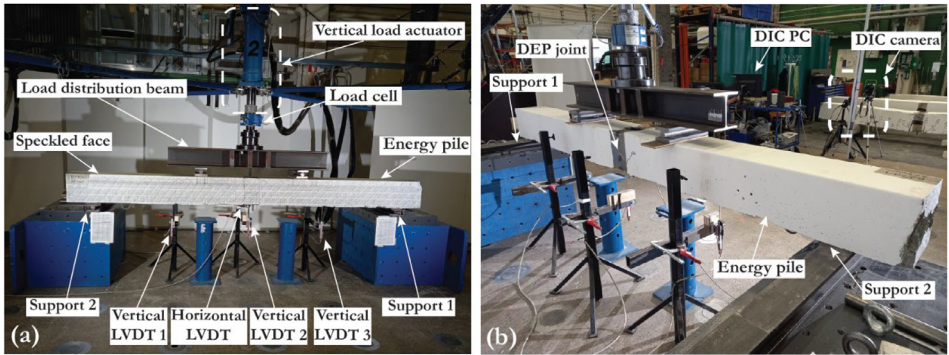 2
Vertical load actuator
Load distribution beam
Load cell
Speckled face
Energy pile
Support 2
Vertical
LVDT 1
Horizontal
LVDT
Vertical
LVDT 2
Vertical
LVDT 3
Support 1
(a)
DEP joint
DIC PC
DIC camera
Support 1
Energy pile
Support 2
(b)